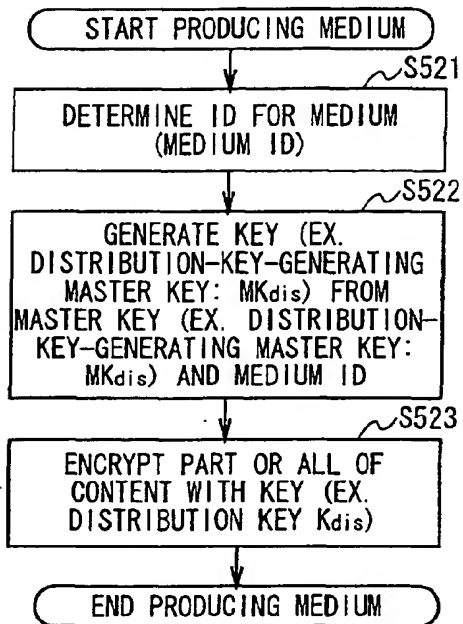 START PRODUCING MEDIUM
S521
DETERMINE ID FOR MEDIUM
(MEDIUM ID)
S522
GENERATE KEY (EX.
DISTRIBUTION-KEY-GENERATING
MASTER KEY: MKdis) FROM
MASTER KEY (EX. DISTRIBUTION-
KEY-GENERATING MASTER KEY:
MKdis) AND MEDIUM ID
S523
ENCRYPT PART OR ALL OF
CONTENT WITH KEY (EX.
DISTRIBUTION KEY Kdis)
END PRODUCING MEDIUM